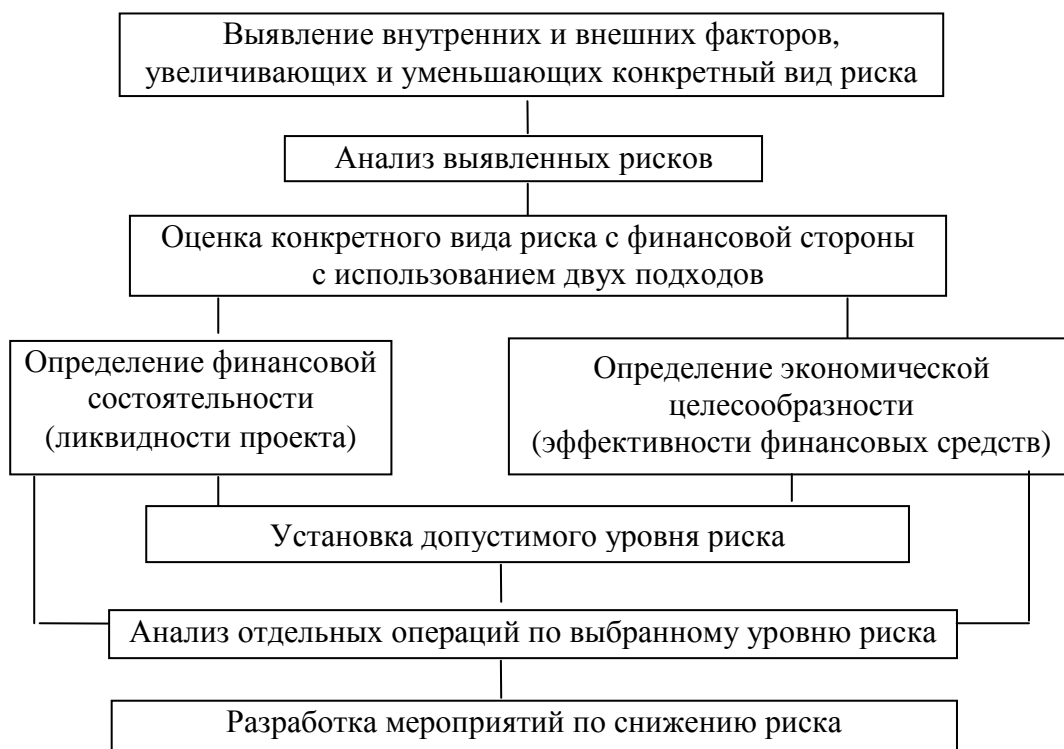 Выявление внутренних и внешних факторов,
увеличивающих и уменьшающих конкретный вид риска
Анализ выявленных рисков
Оценка конкретного вида риска с финансовой стороны
с использованием двух подходов
Определение финансовой
состоятельности
(ликвидности проекта)
Определение экономической
целесообразности
(эффективности финансовых средств)
Установка допустимого уровня риска
Анализ отдельных операций по выбранному уровню риска
Разработка мероприятий по снижению риска